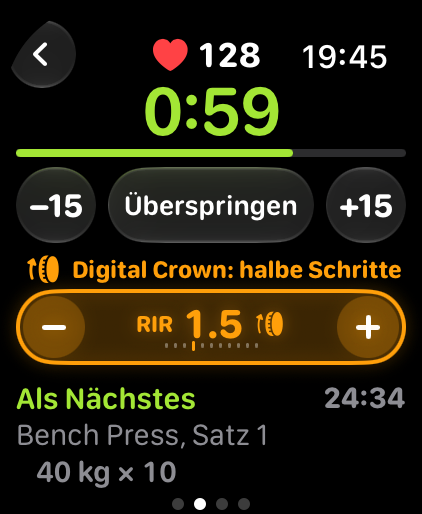 128 19:45
0:59
−15 Überspringen +15
Digital Crown: halbe Schritte
− RIR 1.5 +
Als Nächstes 24:34
Bench Press, Satz 1
40 kg × 10